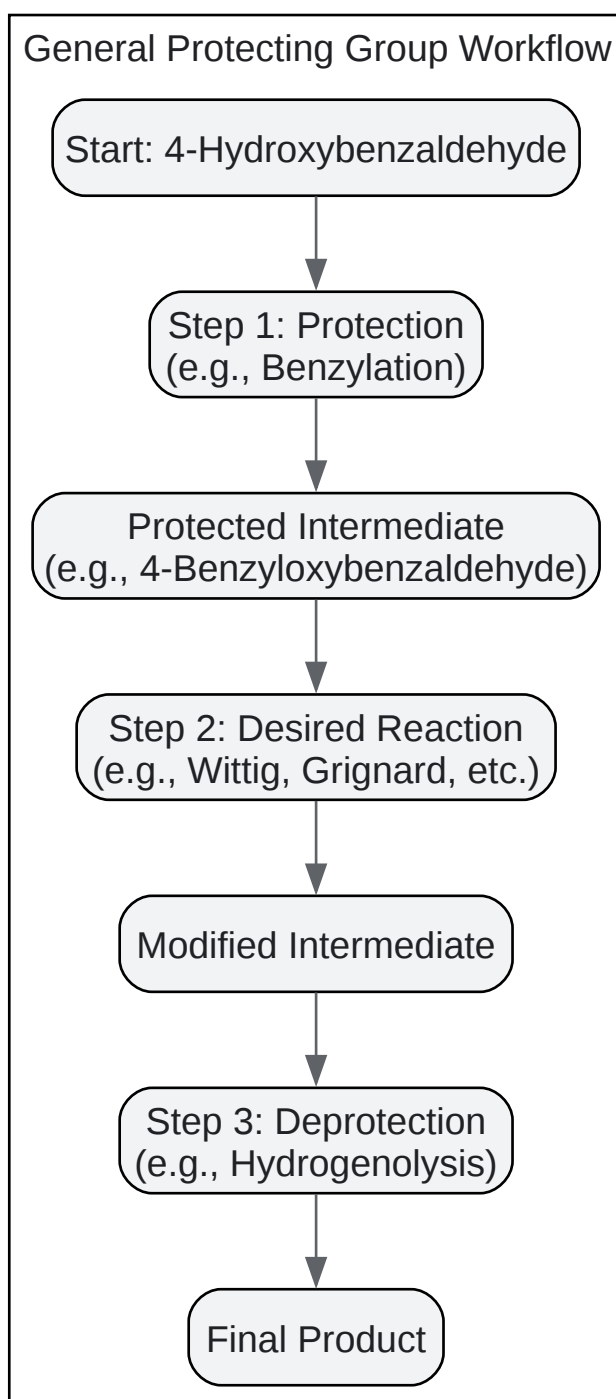 General Protecting Group Workflow
Start: 4-Hydroxybenzaldehyde
Step 1: Protection
(e.g., Benzylation)
Protected Intermediate
(e.g., 4-Benzyloxybenzaldehyde)
Step 2: Desired Reaction
(e.g., Wittig, Grignard, etc.)
Modified Intermediate
Step 3: Deprotection
(e.g., Hydrogenolysis)
Final Product